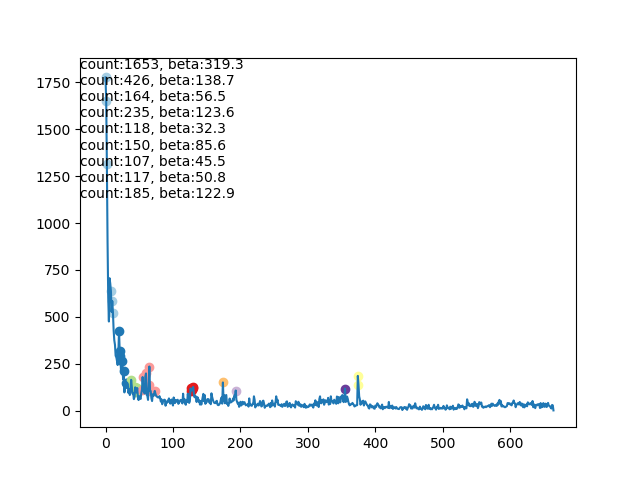 count:1653, beta:319.3
count:426, beta:138.7
count:164, beta:56.5
count:235, beta:123.6
count:118, beta:32.3
count:150, beta:85.6
count:107, beta:45.5
count:117, beta:50.8
count:185, beta:122.9
1750
1500
1250
1000
750
500
250
0
0 100 200 300 400 500 600